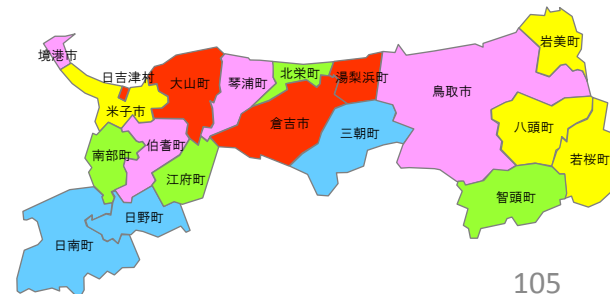 境港市
日吉津村
米子市
大山町
琴浦町
北栄町
湯梨浜町
鳥取市
岩美町
八頭町
若桜町
智頭町
三朝町
倉吉市
伯耆町
南部町
江府町
日野町
日南町
105